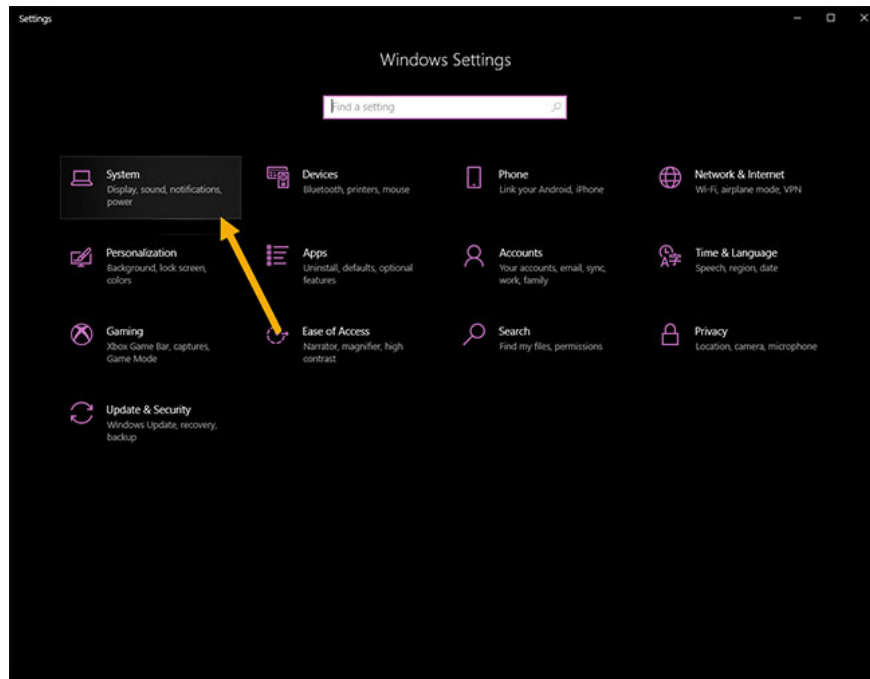 Settings
Windows Settings
Find a setting
System
Display, sound, notifications,
power
Devices
Bluetooth, printers, mouse
Phone
Link your Android, iPhone
Network & Internet
Wi-Fi, airplane mode, VPN
Personalization
Background, lock screen,
colors
Apps
Uninstall, defaults, optional
features
Accounts
Your accounts, email, sync,
work, family
Time & Language
Speech, region, date
Gaming
Xbox Game Bar, captures,
Game Mode
Ease of Access
Narrator, magnifier, high
contrast
Search
Find my files, permissions
Privacy
Location, camera, microphone
Update & Security
Windows Update, recovery,
backup